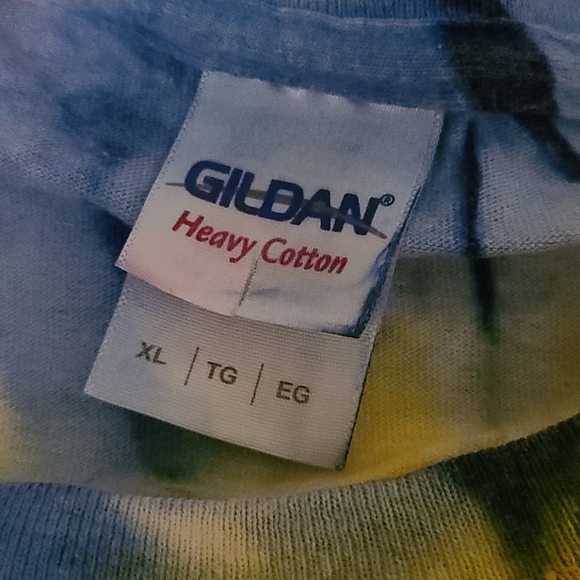 GILDAN®
Heavy Cotton
XL | TG | EG